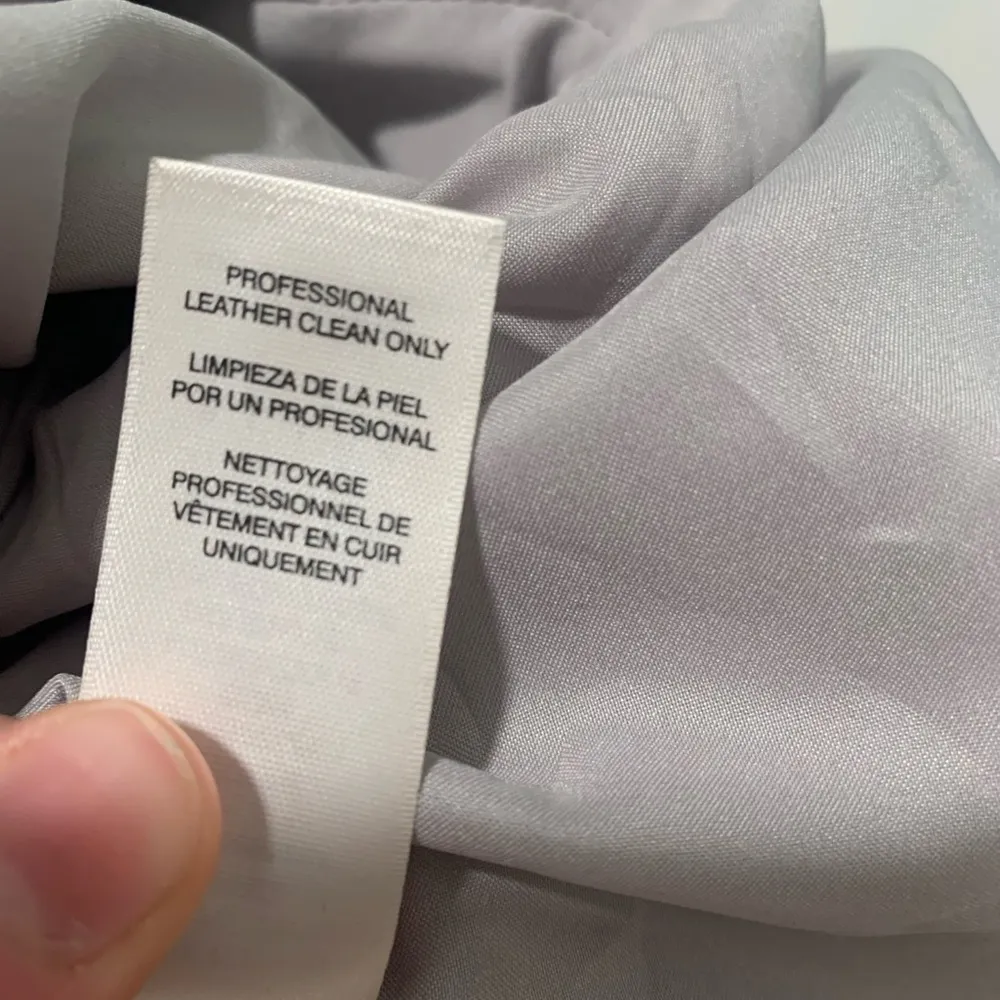 PROFESSIONAL
LEATHER CLEAN ONLY
LIMPIEZA DE LA PIEL
POR UN PROFESIONAL
NETTOYAGE
PROFESSIONNEL DE
VÊTEMENT EN CUIR
UNIQUEMENT